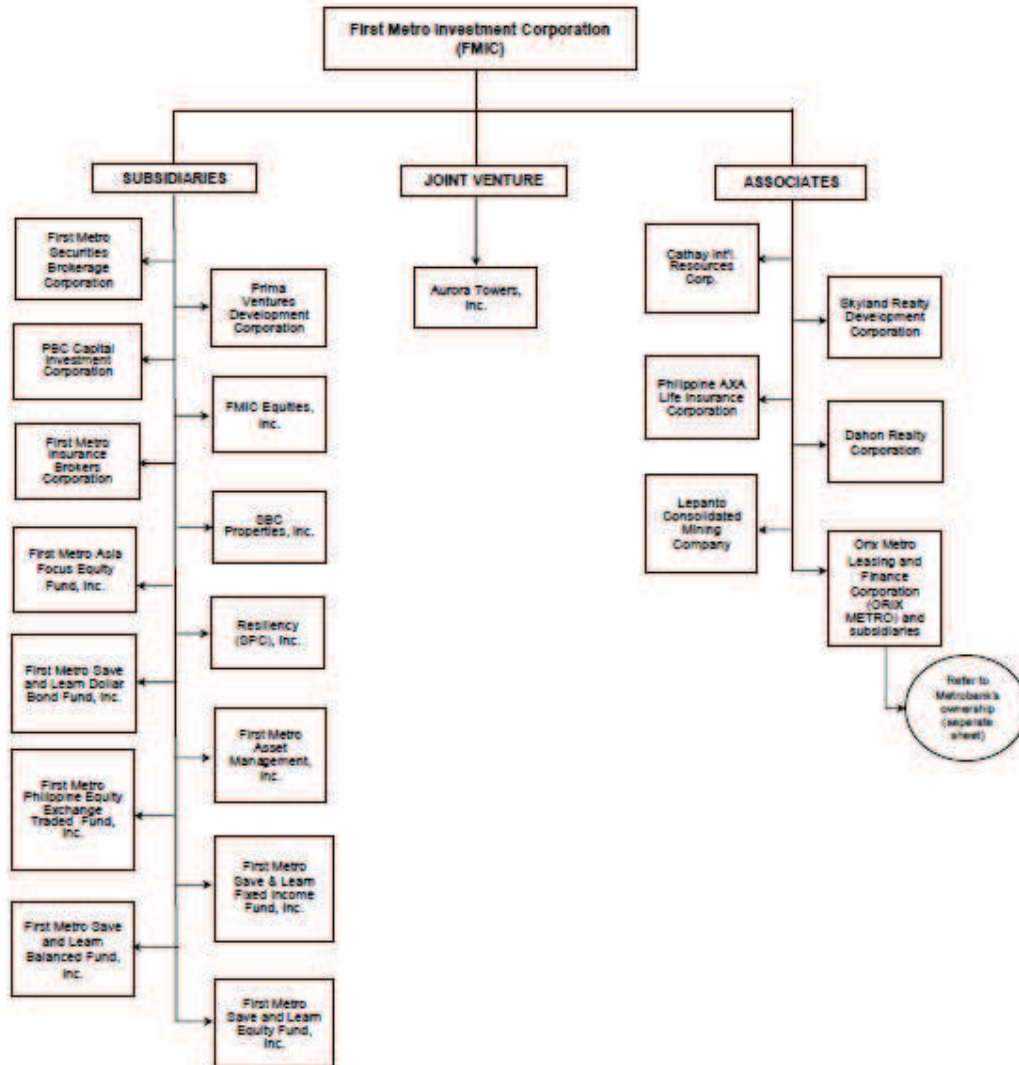 First Metro Investment Corporation
(FMIC)
SUBSIDIARIES
JOINT VENTURE
ASSOCIATES
First Metro
Securities
Brokerage
Corporation
Prima
Ventures
Development
Corporation
PBC Capital
Investment
Corporation
FMIC Equities,
Inc.
First Metro
Insurance
Brokers
Corporation
SBC
Properties, Inc.
First Metro Asia
Focus Equity
Fund, Inc.
Resiliency
(SPC), Inc.
First Metro Save
and Learn Dollar
Bond Fund, Inc.
First Metro
Asset
Management,
Inc.
First Metro
Philippine Equity
Exchange
Traded Fund,
Inc.
First Metro
Save & Learn
Fixed Income
Fund, Inc.
First Metro Save
and Learn
Balanced Fund,
Inc.
First Metro
Save and Learn
Equity Fund,
Inc.
Aurora Towers,
Inc.
Cathay Int'l.
Resources
Corp.
Skyland Realty
Development
Corporation
Philippine AXA
Life Insurance
Corporation
Dahon Realty
Corporation
Lepanto
Consolidated
Mining
Company
Orix Metro
Leasing and
Finance
Corporation
(ORIX
METRO) and
subsidiaries
Refer to
Metrobank's
ownership
(seperate
sheet)